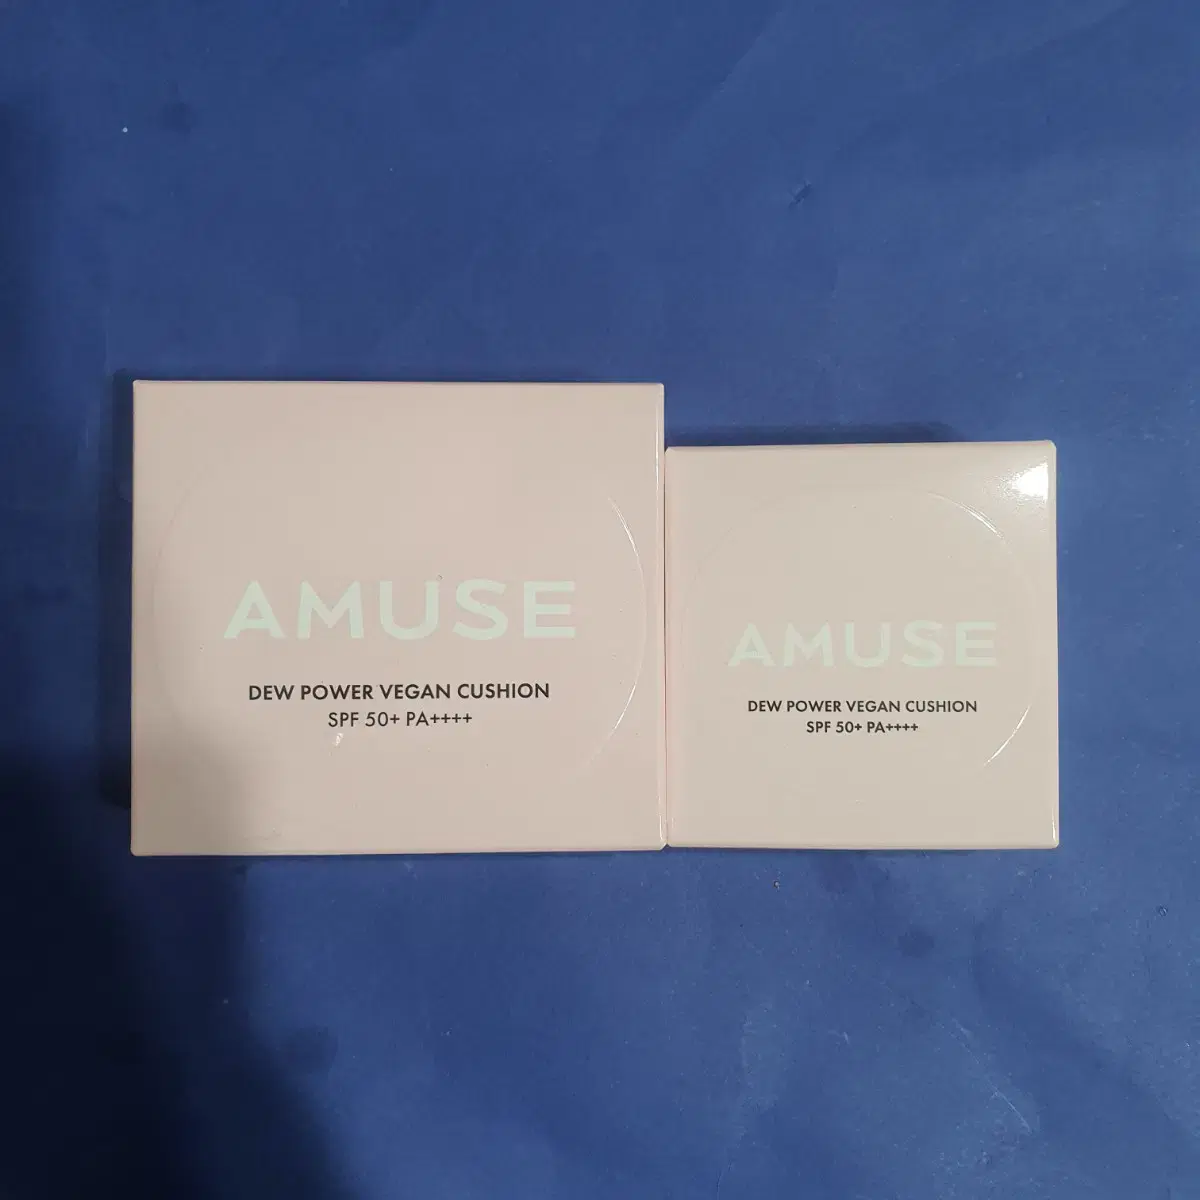 AMUSE
DEW POWER VEGAN CUSHION
SPF 50+ PA++++
AMUSE
DEW POWER VEGAN CUSHION
SPF 50+ PA++++